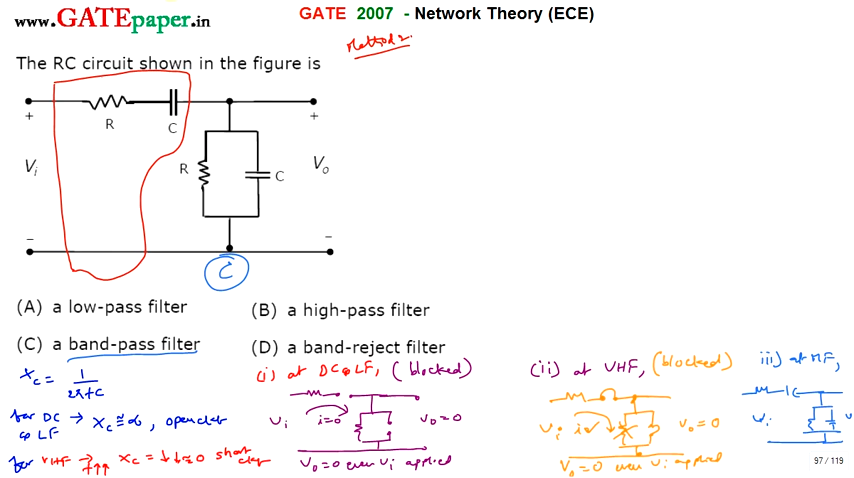 www.GATEpaper.in
GATE 2007 - Network Theory (ECE)
Method 2.
The RC circuit shown in the figure is
R
C
+
+
Vi
R
C
Vo
-
-
C
(A) a low-pass filter
(B) a high-pass filter
(C) a band-pass filter
(D) a band-reject filter
Xc = 1 / 2πfC
for DC → Xc ≅ ∞, open ckt
LF
for VHF → f↑↑↑ Xc = ↓↓ ≈ 0 short
(i) at DC LF, (blocked)
Vi
i=0
Vo=0
Vo=0 even Vi applied
(ii) at VHF, (blocked)
Vi
i
Vo=0
Vo=0 even Vi applied
iii) at MF,
Vi
97 / 119